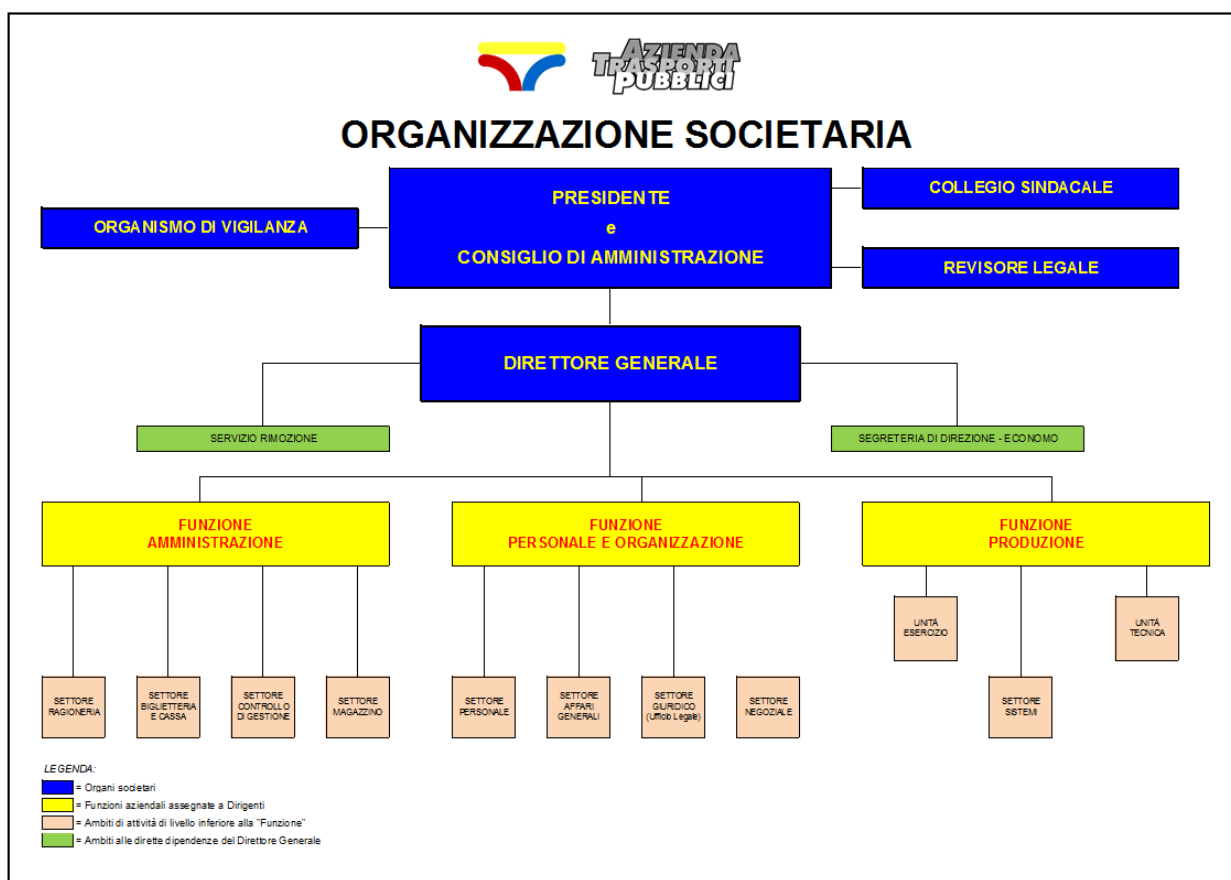 AZIENDA
TRASPORTI
PUBBLICI
ORGANIZZAZIONE SOCIETARIA
PRESIDENTE
e
CONSIGLIO DI AMMINISTRAZIONE
COLLEGIO SINDACALE
ORGANISMO DI VIGILANZA
REVISORE LEGALE
DIRETTORE GENERALE
SERVIZIO RIMOZIONE
SEGRETERIA DI DIREZIONE - ECONOMO
FUNZIONE
AMMINISTRAZIONE
FUNZIONE
PERSONALE E ORGANIZZAZIONE
FUNZIONE
PRODUZIONE
UNITÀ
ESERCIZIO
UNITÀ
TECNICA
SETTORE
RAGIONERIA
SETTORE
BIGLIETTERIA
E CASSA
SETTORE
CONTROLLO
DI GESTIONE
SETTORE
MAGAZZINO
SETTORE
PERSONALE
SETTORE
AFFARI
GENERALI
SETTORE
GIURIDICO
(Ufficio Legale)
SETTORE
NEGOZIALE
SETTORE
SISTEMI
LEGENDA:
= Organi societari
= Funzioni aziendali assegnate a Dirigenti
= Ambiti di attività di livello inferiore alla "Funzione"
= Ambiti alle dirette dipendenze del Direttore Generale